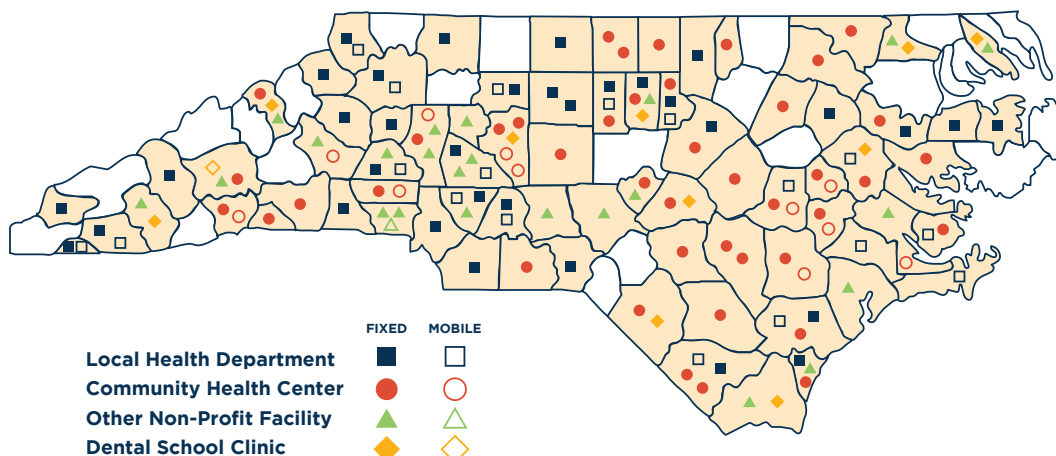 FIXED MOBILE
Local Health Department
Community Health Center
Other Non-Profit Facility
Dental School Clinic